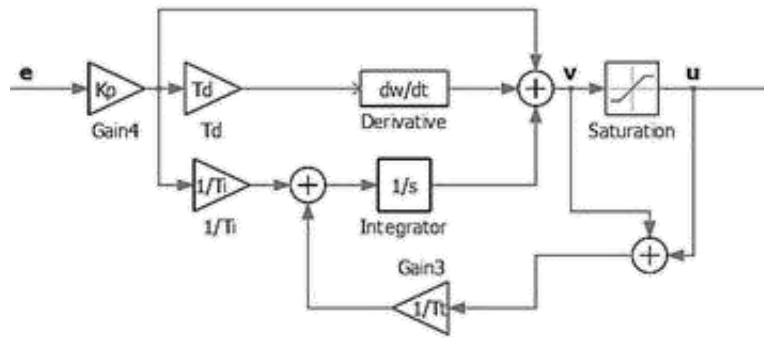 e
v
u
Kp
Td
dw/dt
Gain4
Td
Derivative
Saturation
1/Ti
1/s
1/Ti
Integrator
Gain3
1/Tt